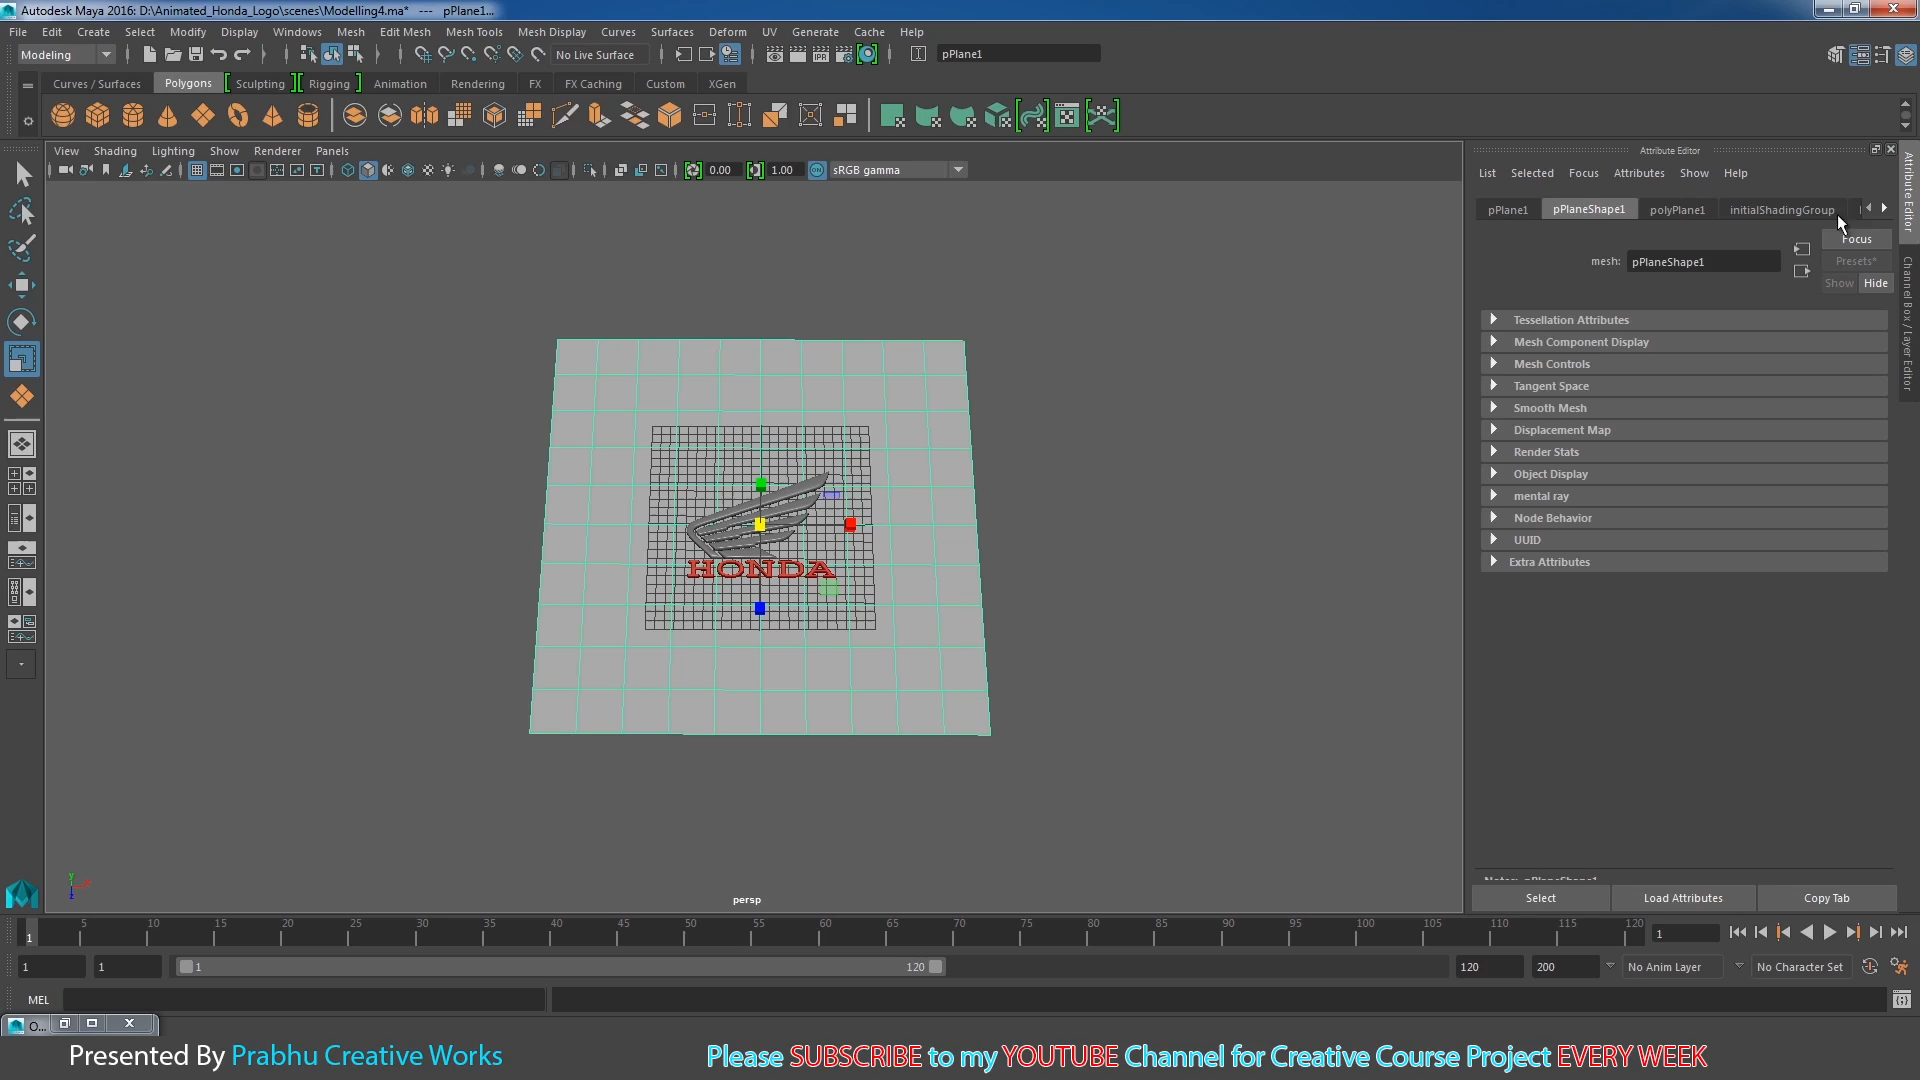 Autodesk Maya 2016: D:\Animated_Honda_Logo\scenes\Modelling4.ma* --- pPlane1...
File Edit Create Select Modify Display Windows Mesh Edit Mesh Mesh Tools Mesh Display Curves Surfaces Deform UV Generate Cache Help
Modeling No Live Surface pPlane1
Curves / Surfaces Polygons Sculpting Rigging Animation Rendering FX FX Caching Custom XGen
View Shading Lighting Show Renderer Panels
0.00 1.00 sRGB gamma
HONDA
persp
Attribute Editor
List Selected Focus Attributes Show Help
pPlane1 pPlaneShape1 polyPlane1 initialShadingGroup
Focus
mesh: pPlaneShape1
Presets*
Show Hide
Tessellation Attributes
Mesh Component Display
Mesh Controls
Tangent Space
Smooth Mesh
Displacement Map
Render Stats
Object Display
mental ray
Node Behavior
UUID
Extra Attributes
Select Load Attributes Copy Tab
Attribute Editor
Channel Box / Layer Editor
1 5 10 15 20 25 30 35 40 45 50 55 60 65 70 75 80 85 90 95 100 105 110 115 120 1
1 1 1 120 120 200 No Anim Layer No Character Set
MEL
O...
Presented By Prabhu Creative Works
Please SUBSCRIBE to my YOUTUBE Channel for Creative Course Project EVERY WEEK